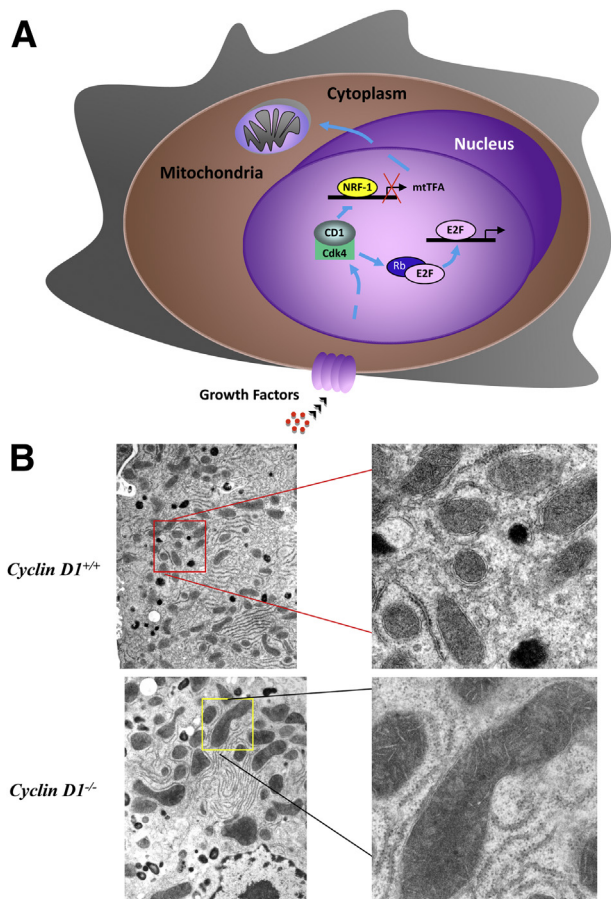 A
Cytoplasm
Nucleus
Mitochondria
NRF-1
mtTFA
CD1
Cdk4
E2F
Rb
E2F
Growth Factors
B
Cyclin D1+/+
Cyclin D1-/-